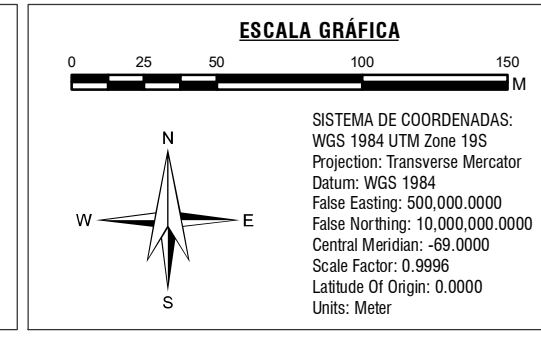 ESCALA GRÁFICA
0 25 50 100 150
M
N
W E
S
SISTEMA DE COORDENADAS:
WGS 1984 UTM Zone 19S
Projection: Transverse Mercator
Datum: WGS 1984
False Easting: 500,000.0000
False Northing: 10,000,000.0000
Central Meridian: -69.0000
Scale Factor: 0.9996
Latitude Of Origin: 0.0000
Units: Meter